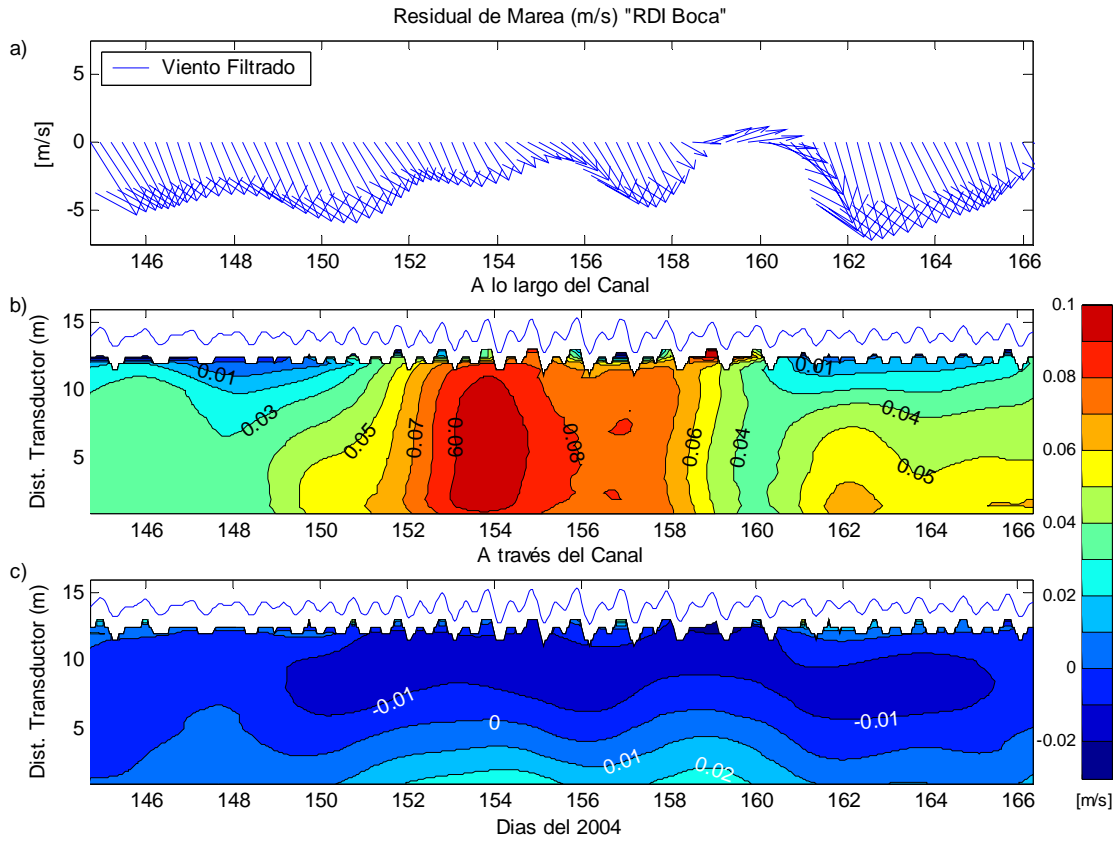 Residual de Marea (m/s) "RDI Boca"
a)
Viento Filtrado
[m/s]
5
0
-5
146 148 150 152 154 156 158 160 162 164 166
A lo largo del Canal
b)
Dist. Transductor (m)
15
10
5
0.01 0.03 0.05 0.07 0.09 0.08 0.06 0.04 0.01 0.04 0.05
146 148 150 152 154 156 158 160 162 164 166
A través del Canal
c)
Dist. Transductor (m)
15
10
5
-0.01 0 0.01 0.02 -0.01
146 148 150 152 154 156 158 160 162 164 166
Dias del 2004
0.1
0.08
0.06
0.04
0.02
0
-0.02
[m/s]